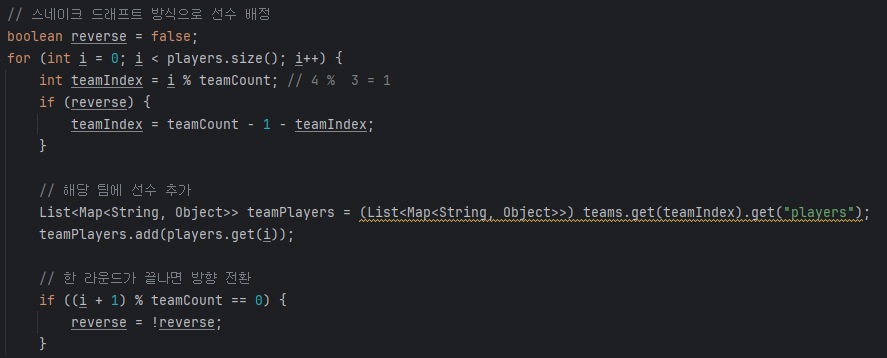 // 스네이크 드래프트 방식으로 선수 배정
boolean reverse = false;
for (int i = 0; i < players.size(); i++) {
    int teamIndex = i % teamCount; // 4 %  3 = 1
    if (reverse) {
        teamIndex = teamCount - 1 - teamIndex;
    }

    // 해당 팀에 선수 추가
    List<Map<String, Object>> teamPlayers = (List<Map<String, Object>>) teams.get(teamIndex).get("players");
    teamPlayers.add(players.get(i));

    // 한 라운드가 끝나면 방향 전환
    if ((i + 1) % teamCount == 0) {
        reverse = !reverse;
    }